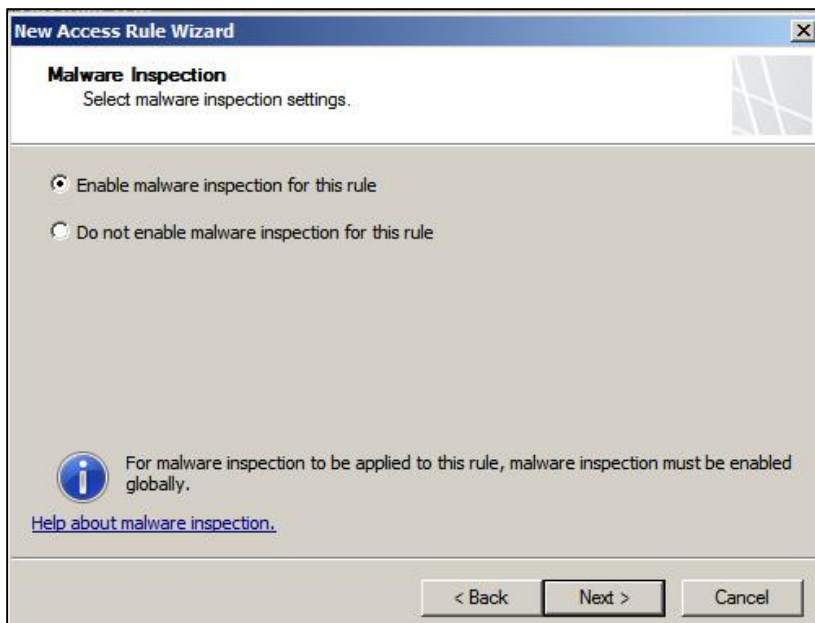 New Access Rule Wizard
Malware Inspection
Select malware inspection settings.
Enable malware inspection for this rule
Do not enable malware inspection for this rule
For malware inspection to be applied to this rule, malware inspection must be enabled
globally.
Help about malware inspection.
< Back
Next >
Cancel